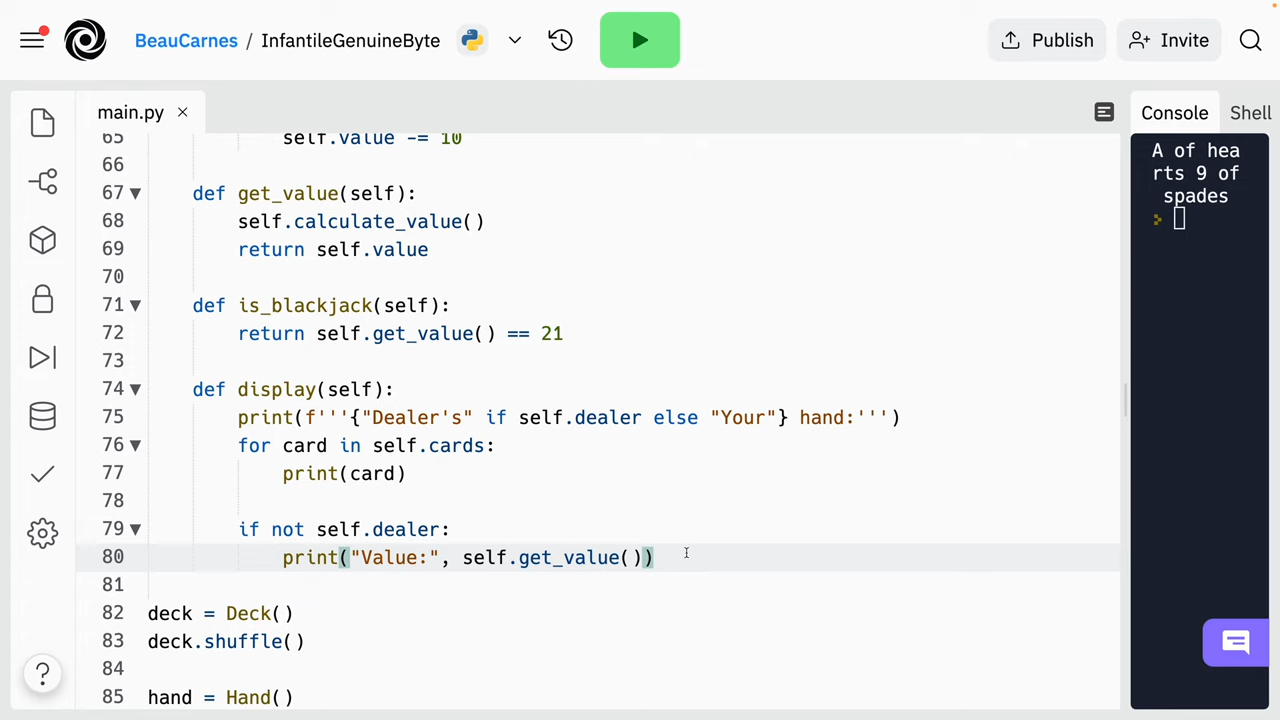 BeauCarnes / InfantileGenuineByte
Publish
Invite
main.py
Console
Shell
65 self.value -= 10
66
67 def get_value(self):
68 self.calculate_value()
69 return self.value
70
71 def is_blackjack(self):
72 return self.get_value() == 21
73
74 def display(self):
75 print(f'''{"Dealer's" if self.dealer else "Your"} hand:''')
76 for card in self.cards:
77 print(card)
78
79 if not self.dealer:
80 print("Value:", self.get_value())
81
82 deck = Deck()
83 deck.shuffle()
84
85 hand = Hand()
A of hea
rts 9 of
spades
?